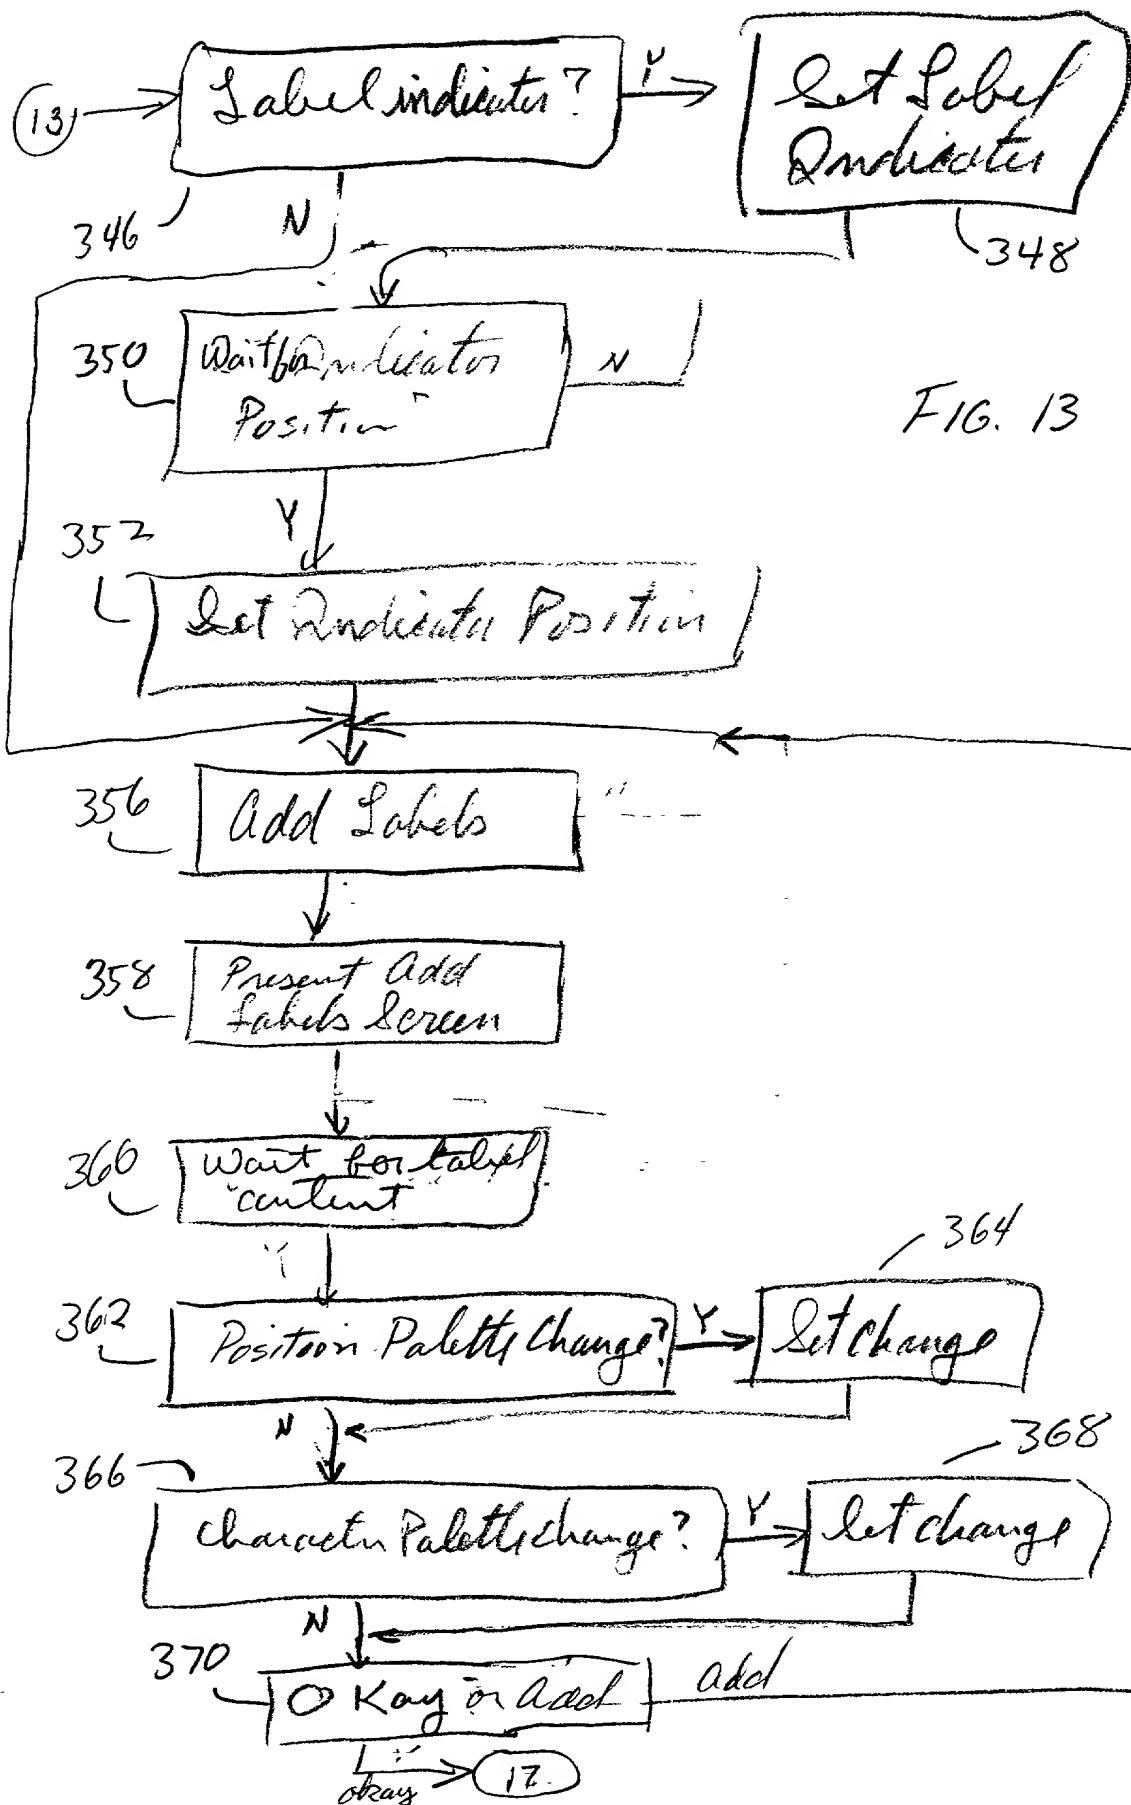 13
Label indicator?
Y
Set Label
Indicator
346
N
348
350
Wait for Indicator
Position
N
FIG. 13
Y
352
Set Indicator Position
356
Add Labels
358
Present Add
Labels Screen
360
Wait for label
content
Y
364
362
Position Palette Change?
Y
Set Change
N
368
366
Character Palette change?
Y
Set change
N
370
OKay or Add
Add
okay
17